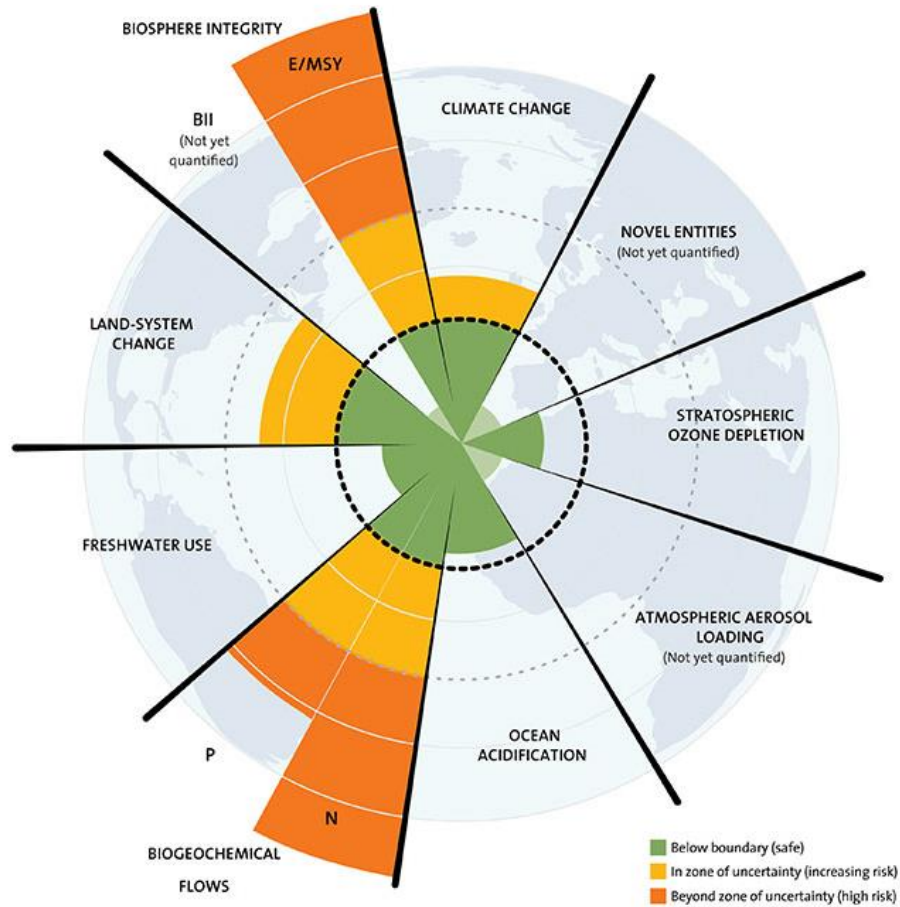 BIOSPHERE INTEGRITY
E/MSY
BII
(Not yet
quantified)
CLIMATE CHANGE
NOVEL ENTITIES
(Not yet quantified)
LAND-SYSTEM
CHANGE
STRATOSPHERIC
OZONE DEPLETION
FRESHWATER USE
ATMOSPHERIC AEROSOL
LOADING
(Not yet quantified)
OCEAN
ACIDIFICATION
P
N
BIOGEOCHEMICAL
FLOWS
Below boundary (safe)
In zone of uncertainty (increasing risk)
Beyond zone of uncertainty (high risk)